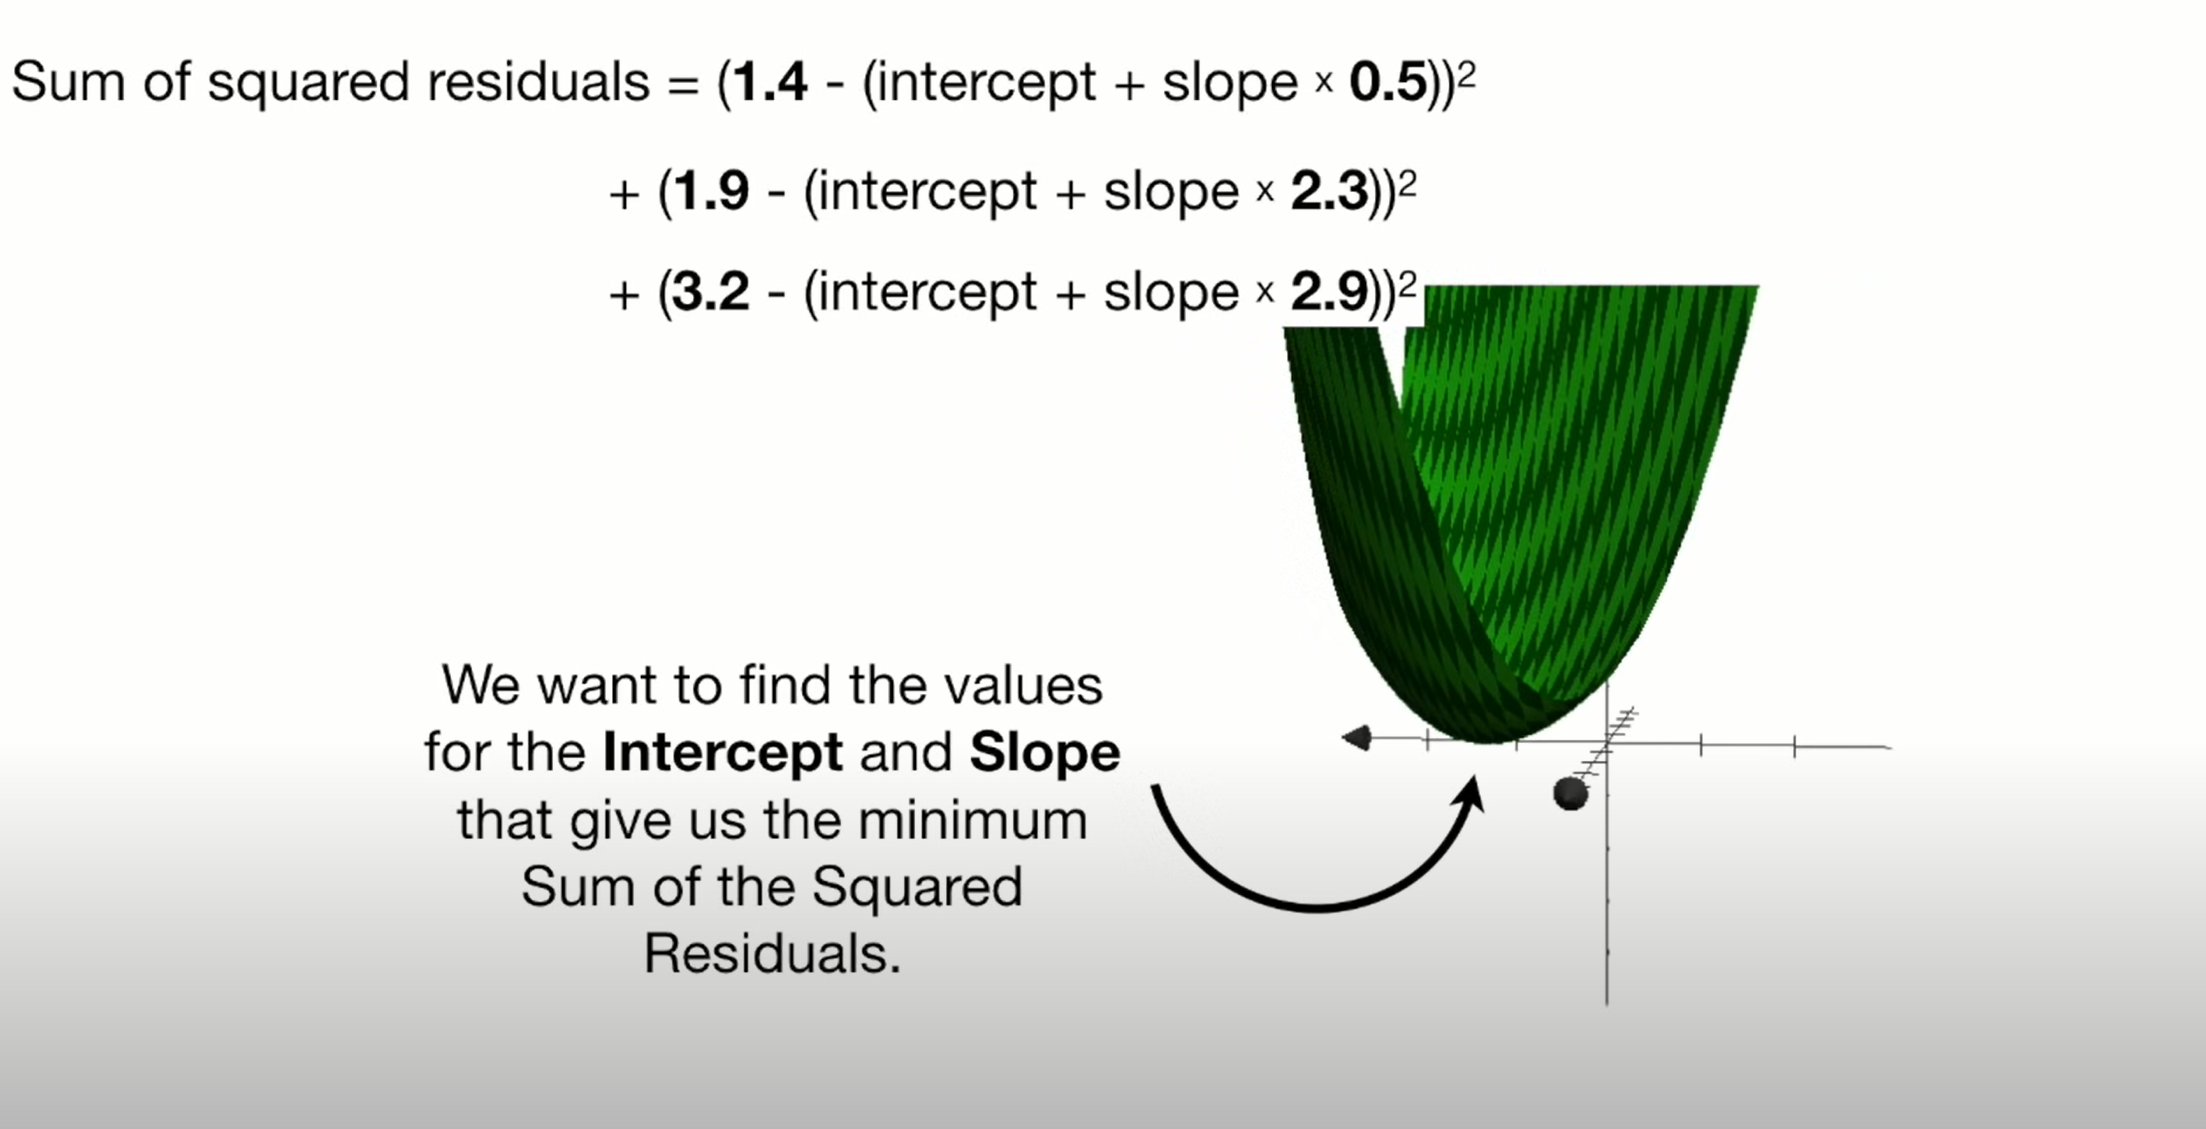 Sum of squared residuals = (1.4 - (intercept + slope × 0.5))²
+ (1.9 - (intercept + slope × 2.3))²
+ (3.2 - (intercept + slope × 2.9))²
We want to find the values
for the Intercept and Slope
that give us the minimum
Sum of the Squared
Residuals.